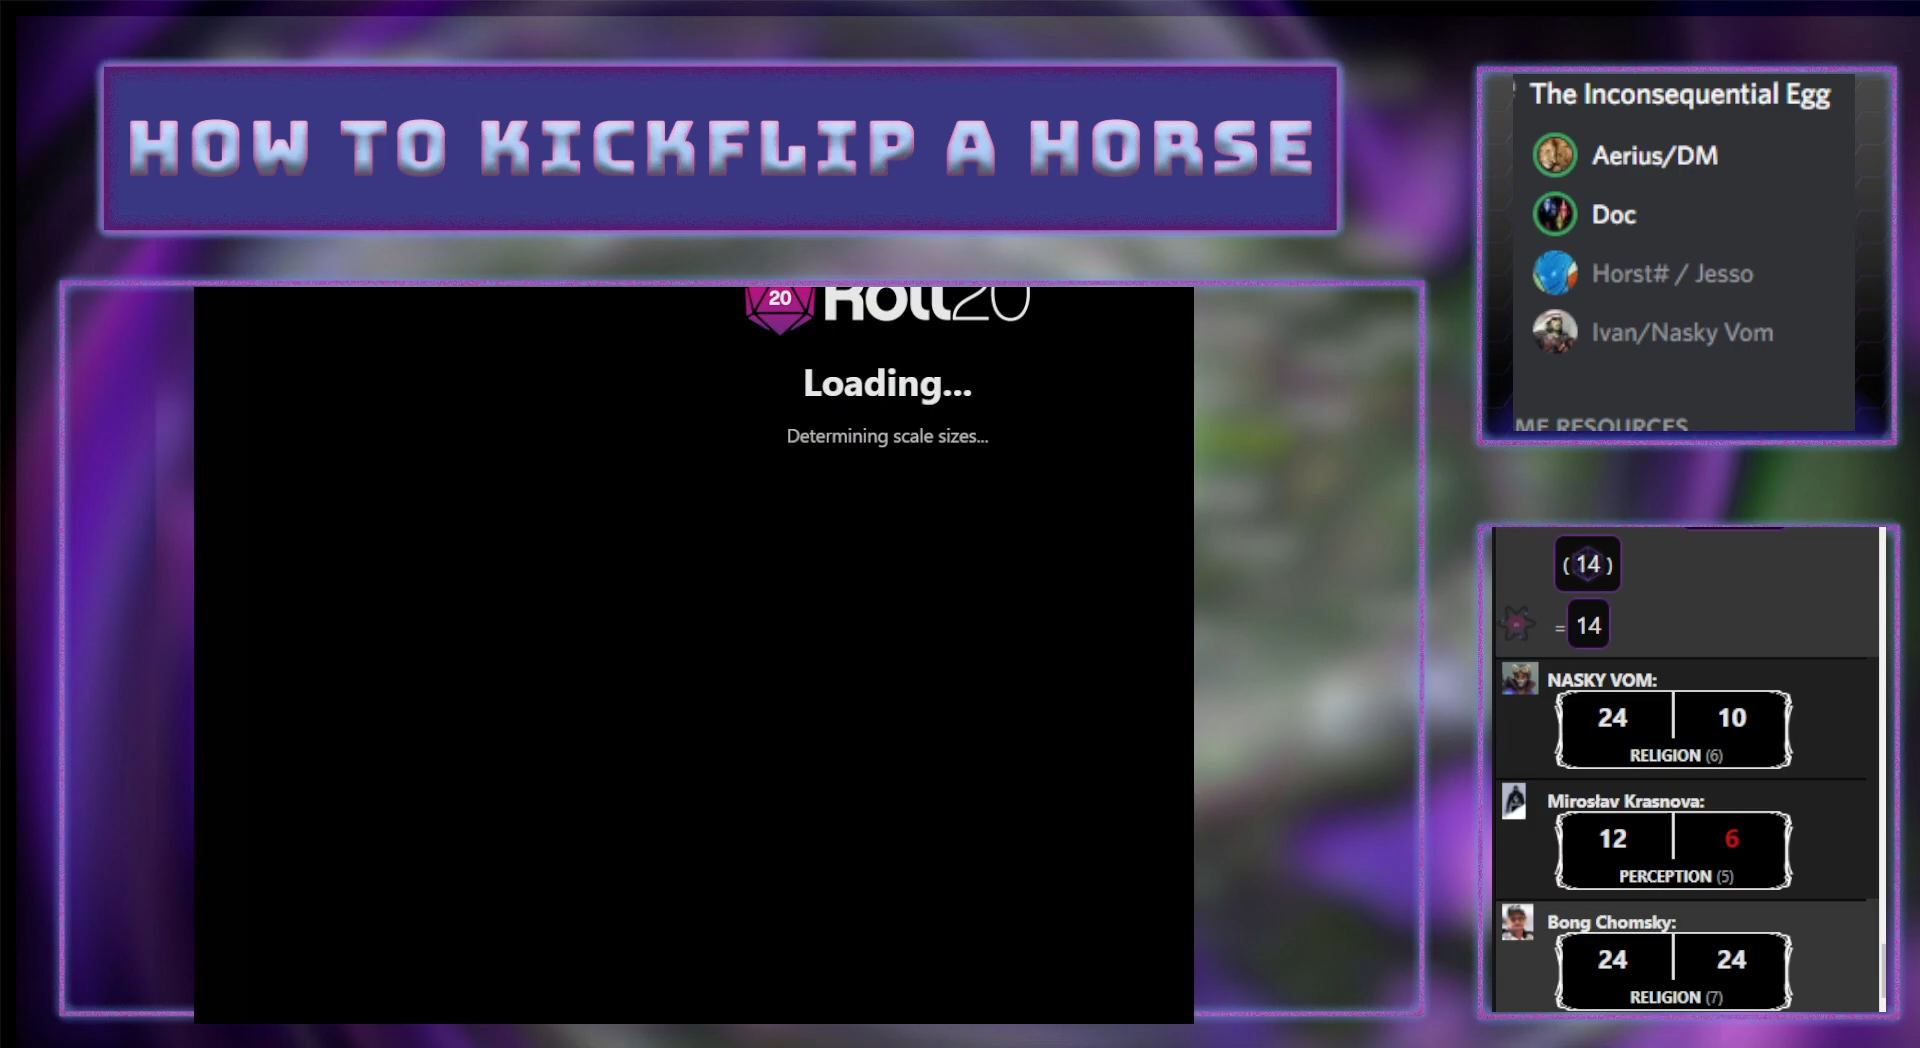 HOW TO KICKFLIP A HORSE
20 Roll20
Loading...
Determining scale sizes...
The Inconsequential Egg
Aerius/DM
Doc
Horst# / Jesso
Ivan/Nasky Vom
ME RESOURCES
(14)
=14
NASKY VOM:
24 10
RELIGION (6)
Miroslav Krasnova:
12 6
PERCEPTION (5)
Bong Chomsky:
24 24
RELIGION (7)